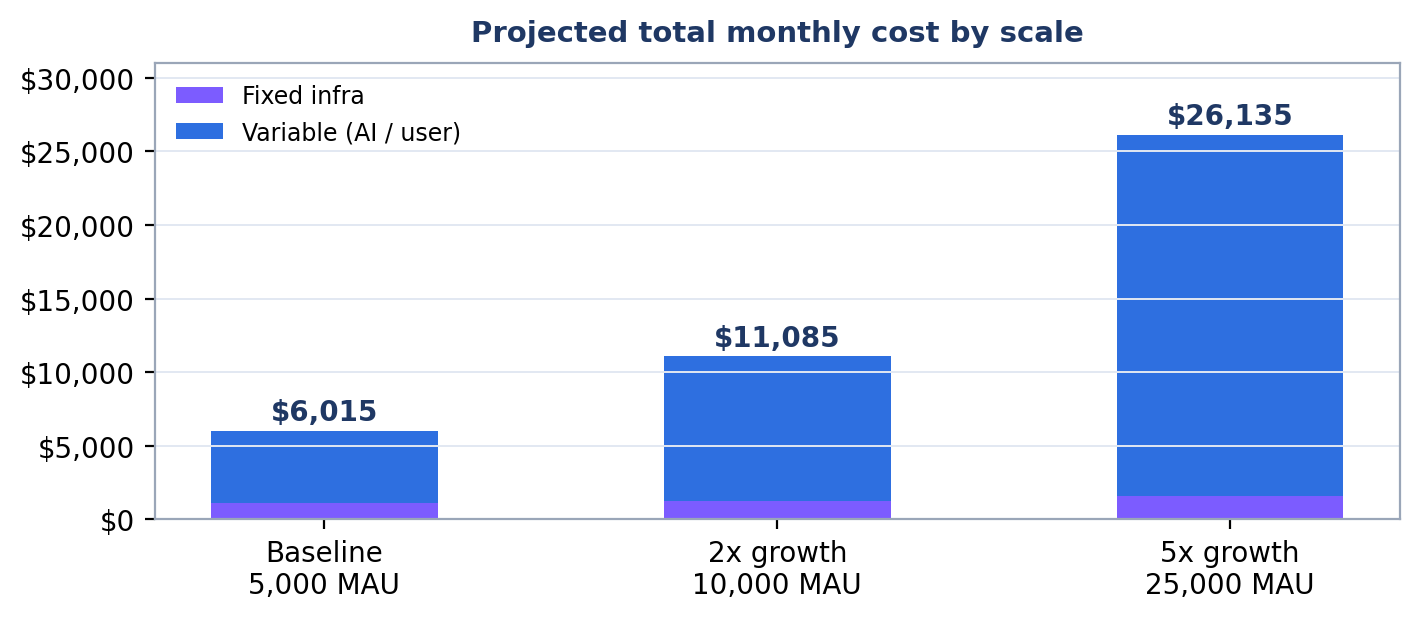 Projected total monthly cost by scale
$30,000
$25,000
$20,000
$15,000
$10,000
$5,000
$0
Fixed infra
Variable (AI / user)
$6,015
$11,085
$26,135
Baseline
5,000 MAU
2x growth
10,000 MAU
5x growth
25,000 MAU